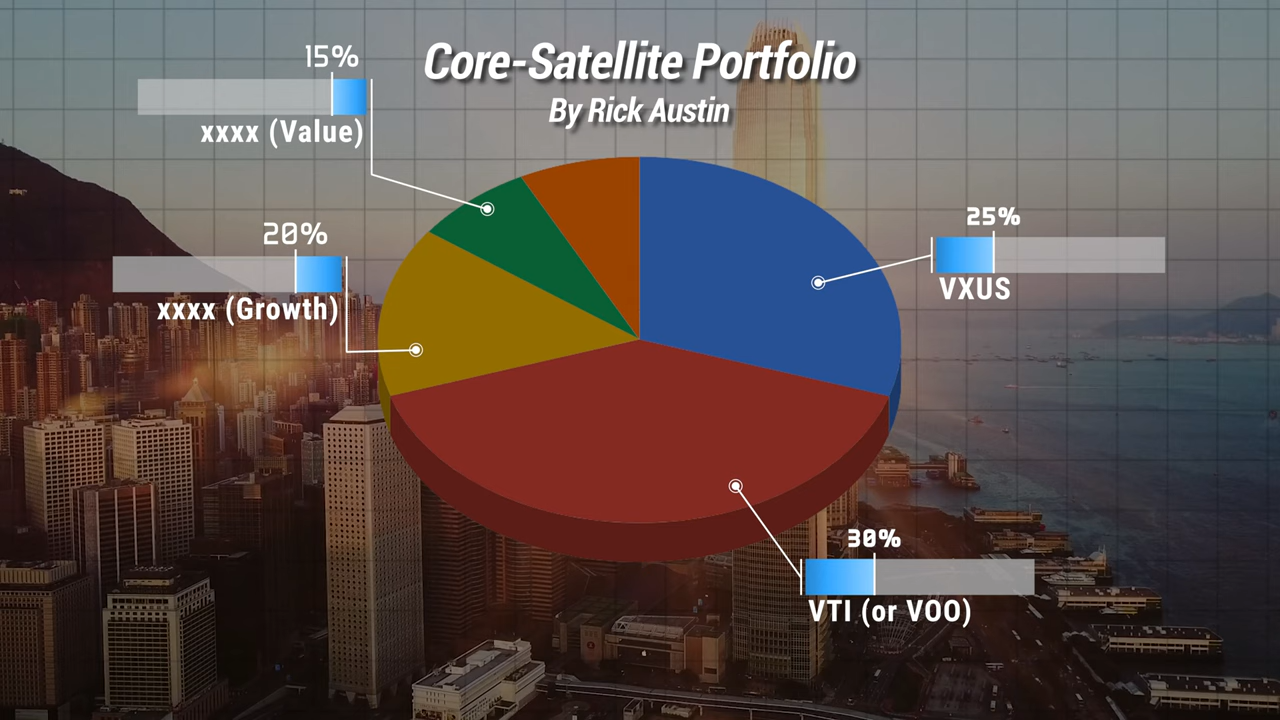 Core-Satellite Portfolio
By Rick Austin
15%
xxxx (Value)
20%
xxxx (Growth)
25%
VXUS
30%
VTI (or VOO)